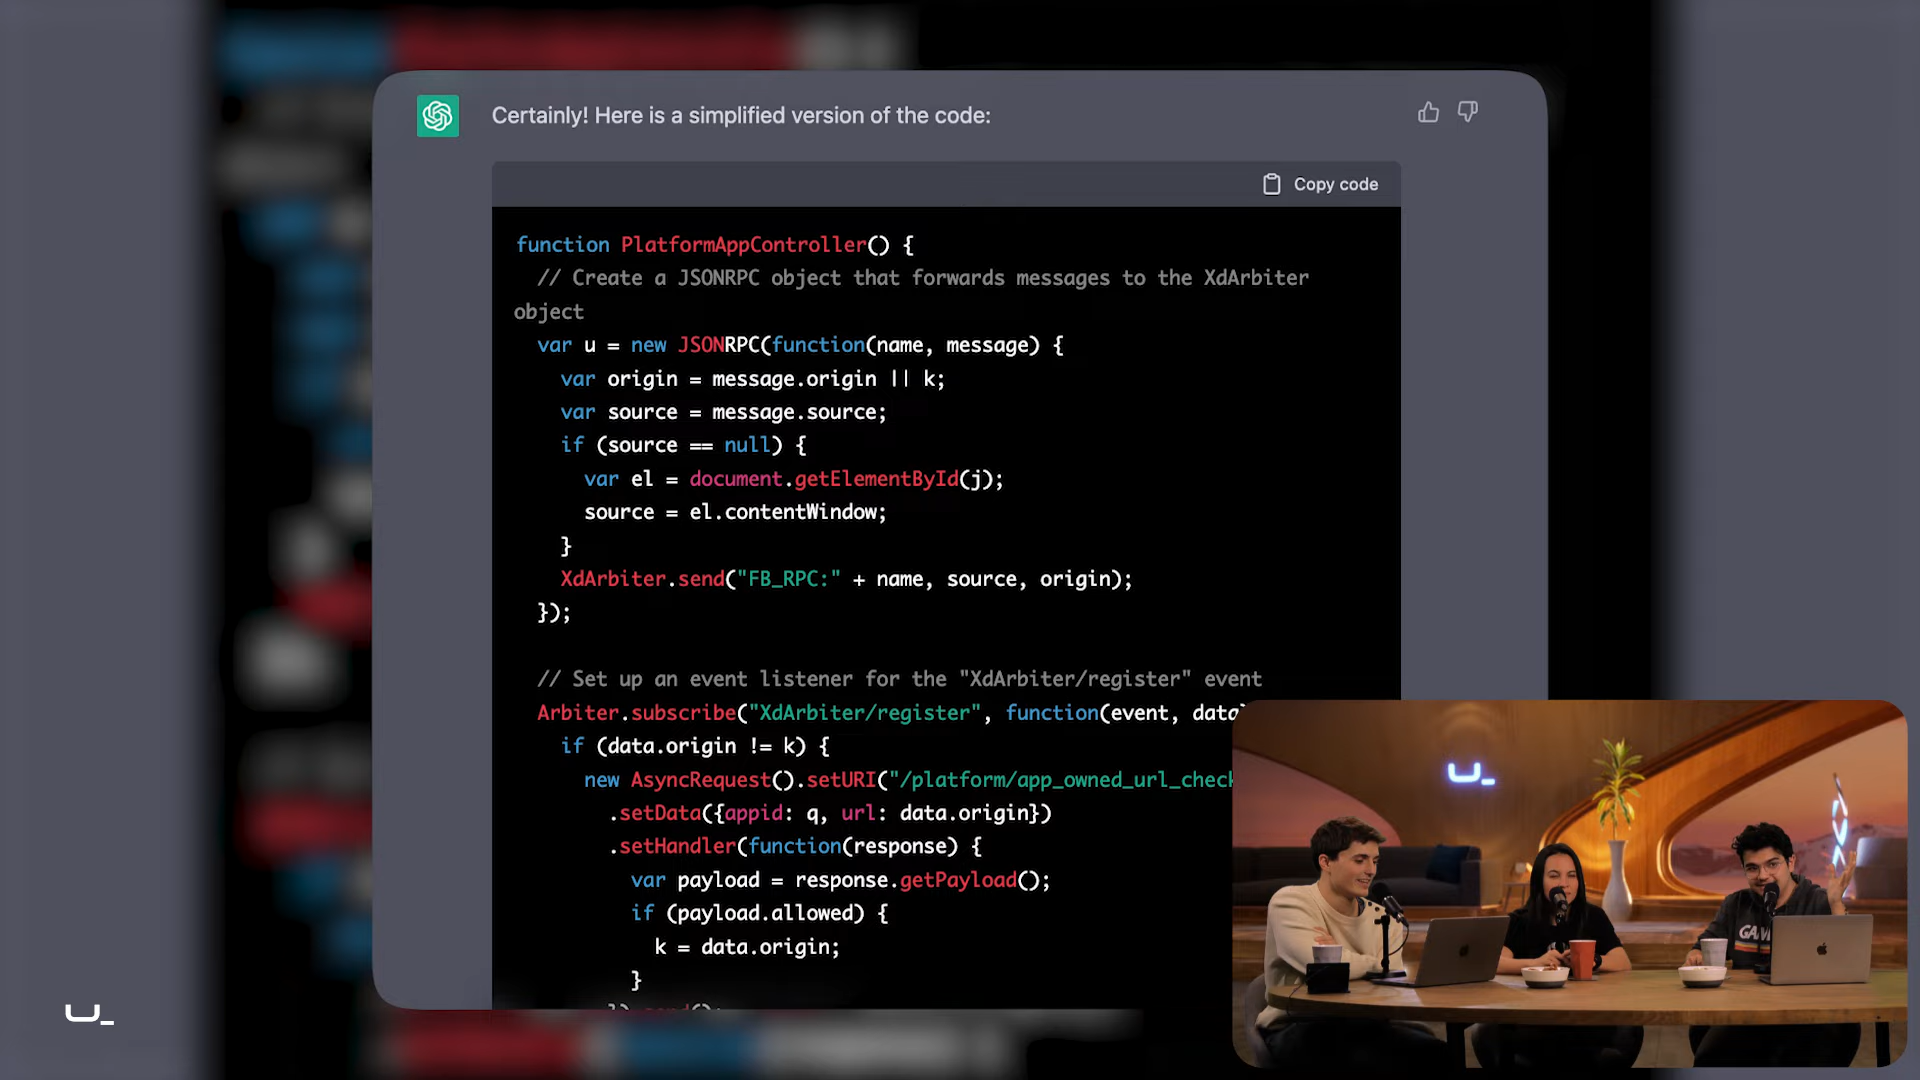 Certainly! Here is a simplified version of the code:
Copy code
function PlatformAppController() {
// Create a JSONRPC object that forwards messages to the XdArbiter
object
var u = new JSONRPC(function(name, message) {
var origin = message.origin || k;
var source = message.source;
if (source == null) {
var el = document.getElementById(j);
source = el.contentWindow;
}
XdArbiter.send("FB_RPC:" + name, source, origin);
});
// Set up an event listener for the "XdArbiter/register" event
Arbiter.subscribe("XdArbiter/register", function(event, data)
if (data.origin != k) {
new AsyncRequest().setURI("/platform/app_owned_url_check
.setData({appid: q, url: data.origin})
.setHandler(function(response) {
var payload = response.getPayload();
if (payload.allowed) {
k = data.origin;
}